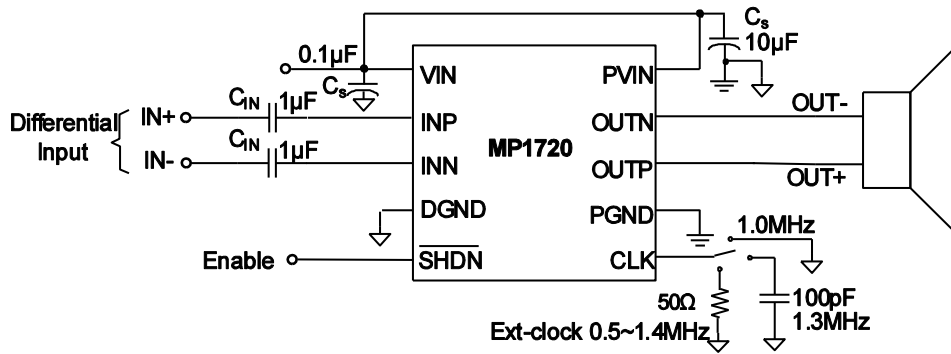 Cs
10µF
0.1µF
Cs
VIN
PVIN
CIN
1µF
IN+
INP
OUTN
OUT-
Differential
Input
CIN
1µF
IN-
INN
MP1720
OUTP
OUT+
DGND
PGND
1.0MHz
Enable
SHDN
CLK
50Ω
100pF
1.3MHz
Ext-clock 0.5~1.4MHz